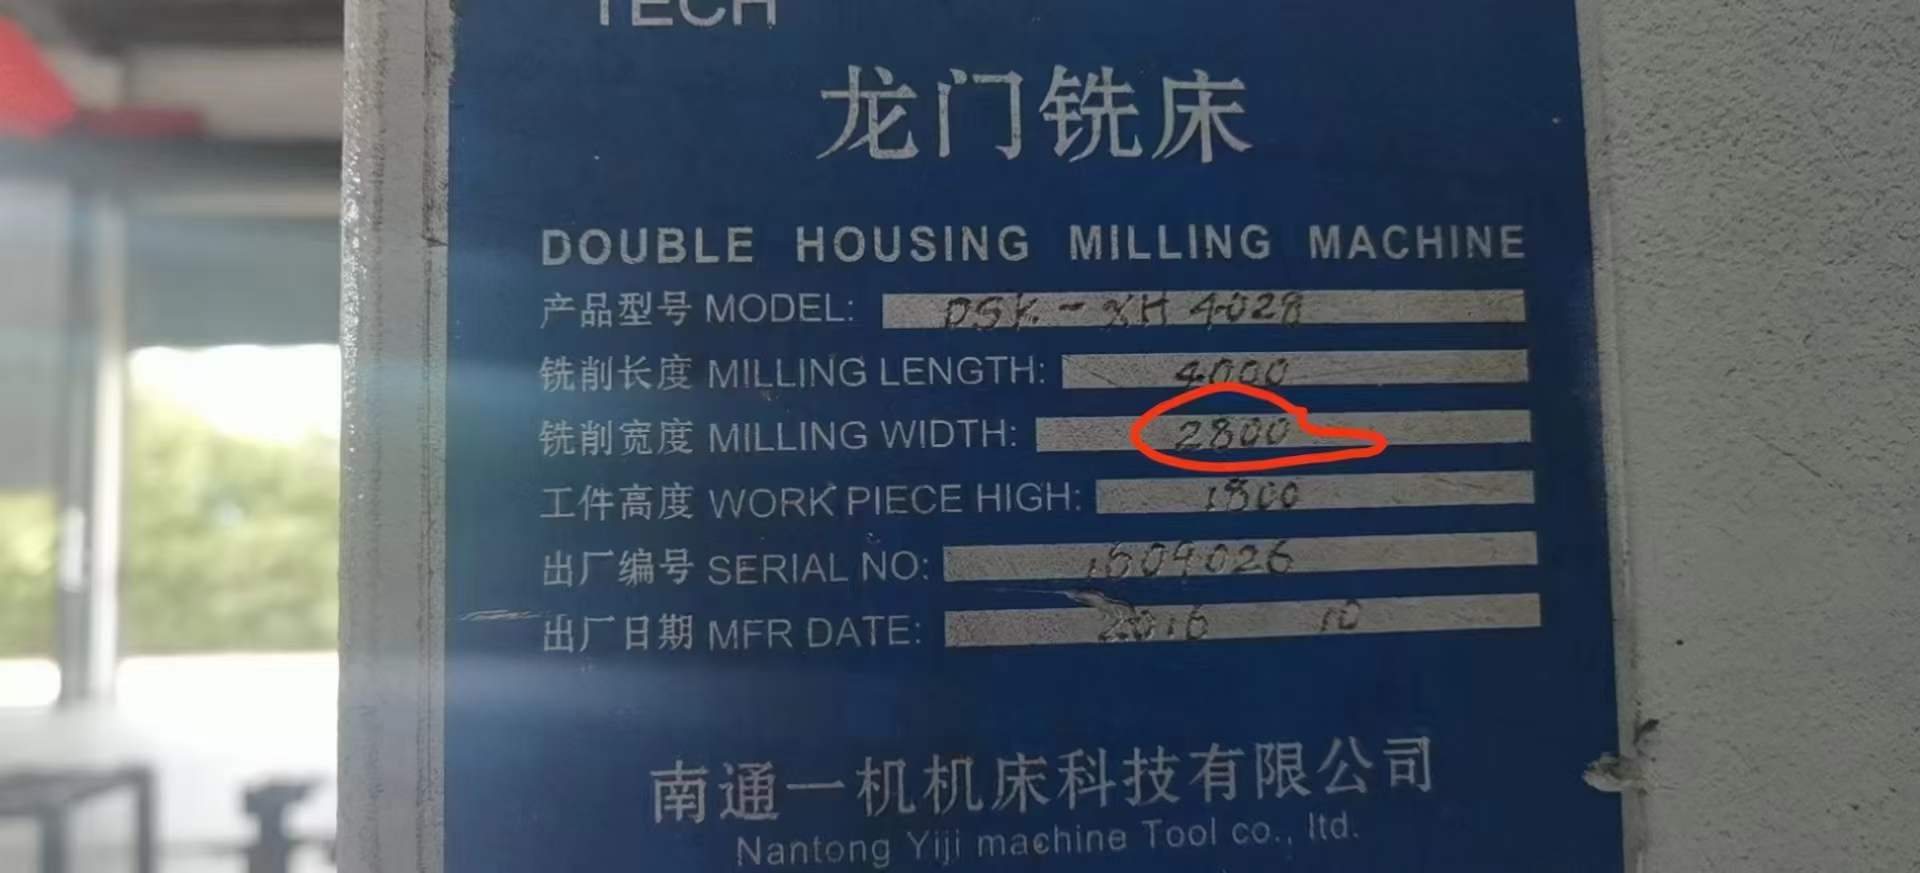 TECH
龙门铣床
DOUBLE HOUSING MILLING MACHINE
产品型号 MODEL: DSK-XH 4028
铣削长度 MILLING LENGTH: 4000
铣削宽度 MILLING WIDTH: 2800
工件高度 WORK PIECE HIGH: 1800
出厂编号 SERIAL NO: 1609026
出厂日期 MFR DATE: 2016 10
南通一机机床科技有限公司
Nantong Yiji machine Tool co., ltd.